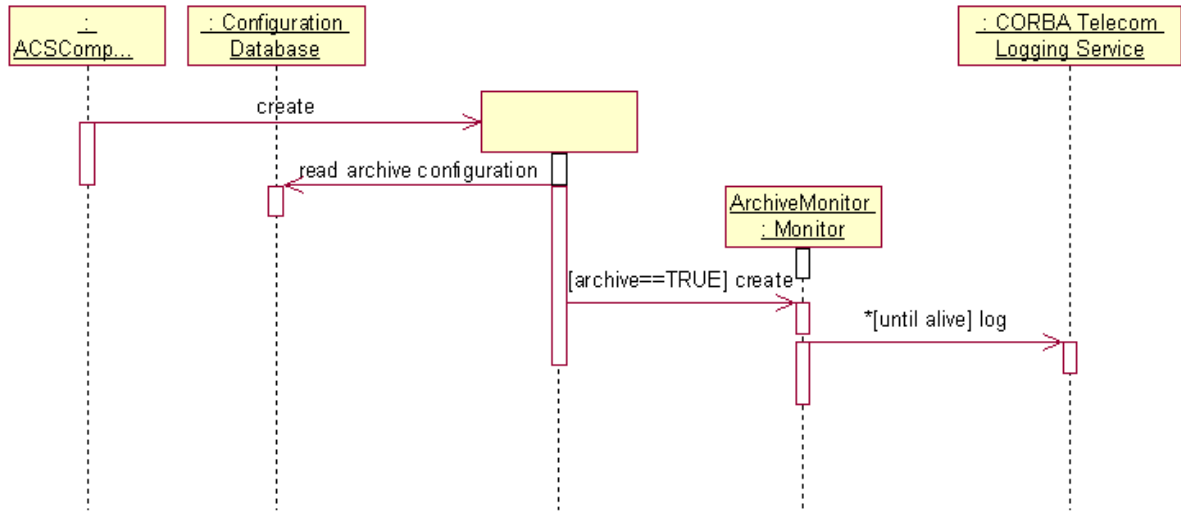 :
ACSComp...
: Configuration
Database
: CORBA Telecom
Logging Service
create
read archive configuration
ArchiveMonitor
: Monitor
[archive==TRUE] create
*[until alive] log